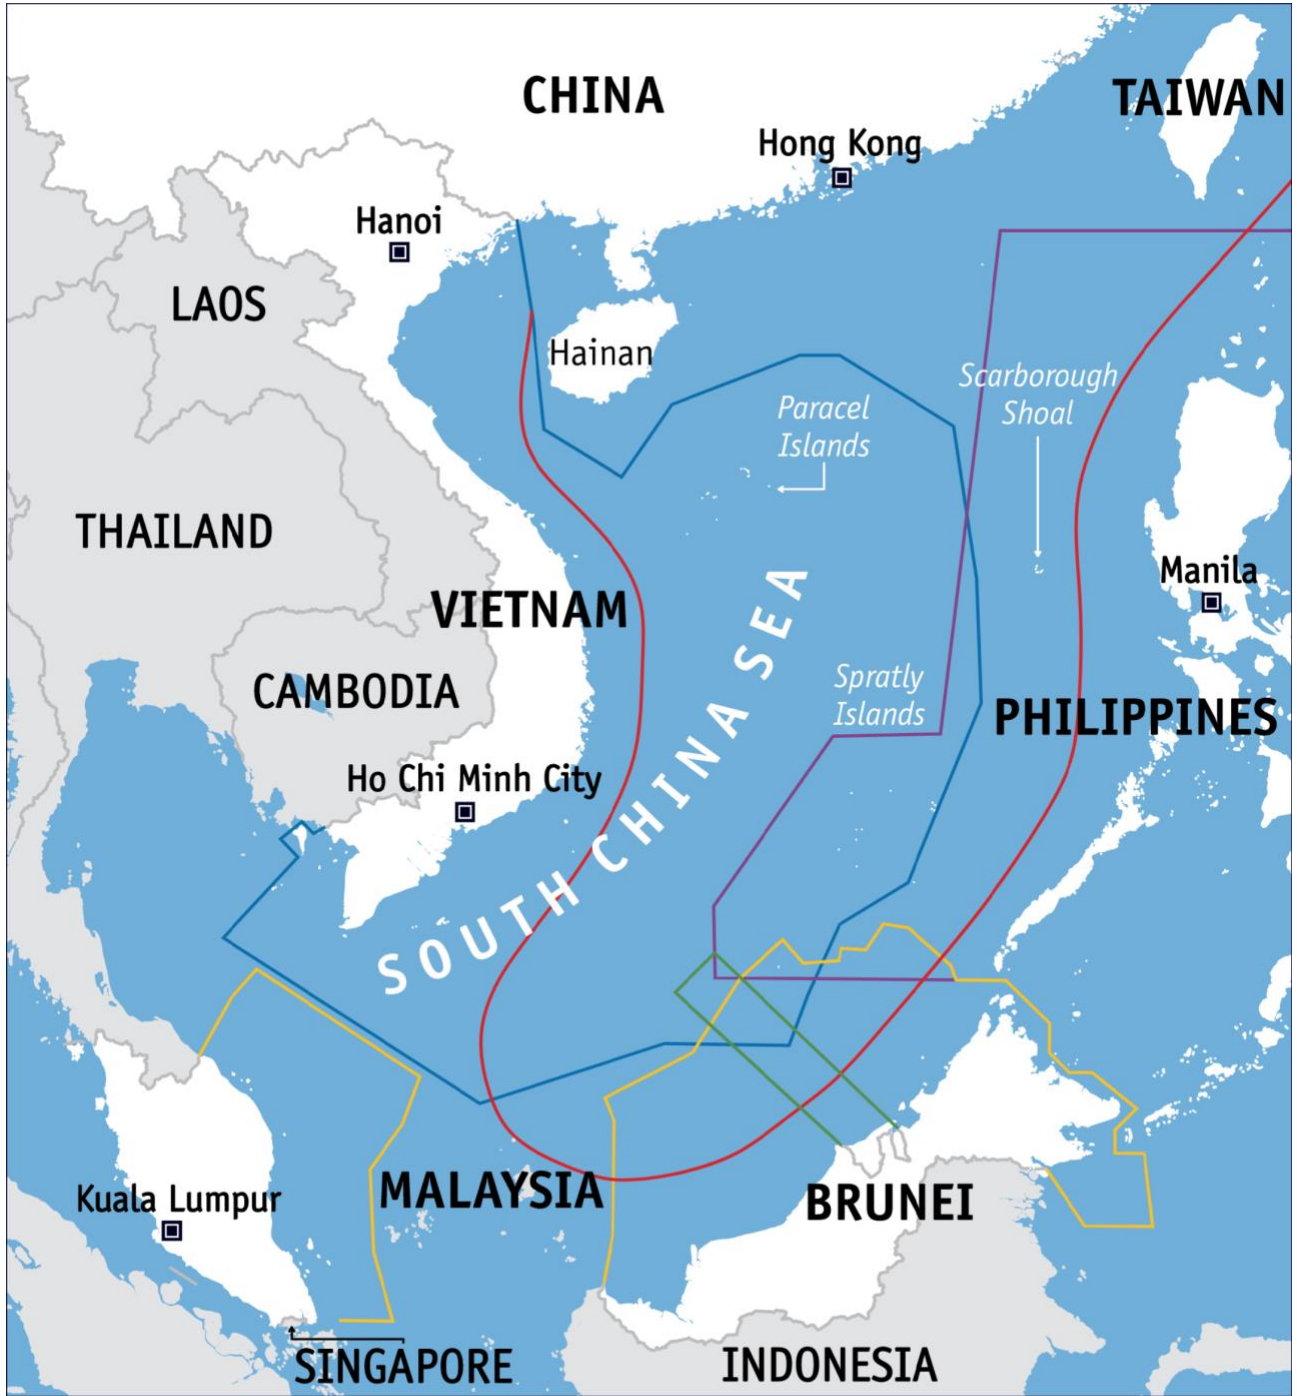 CHINA
TAIWAN
Hong Kong
Hanoi
LAOS
Hainan
Scarborough
Shoal
Paracel
Islands
THAILAND
Manila
VIETNAM
CAMBODIA
Spratly
Islands
PHILIPPINES
Ho Chi Minh City
SOUTH CHINA SEA
MALAYSIA
Kuala Lumpur
BRUNEI
SINGAPORE
INDONESIA